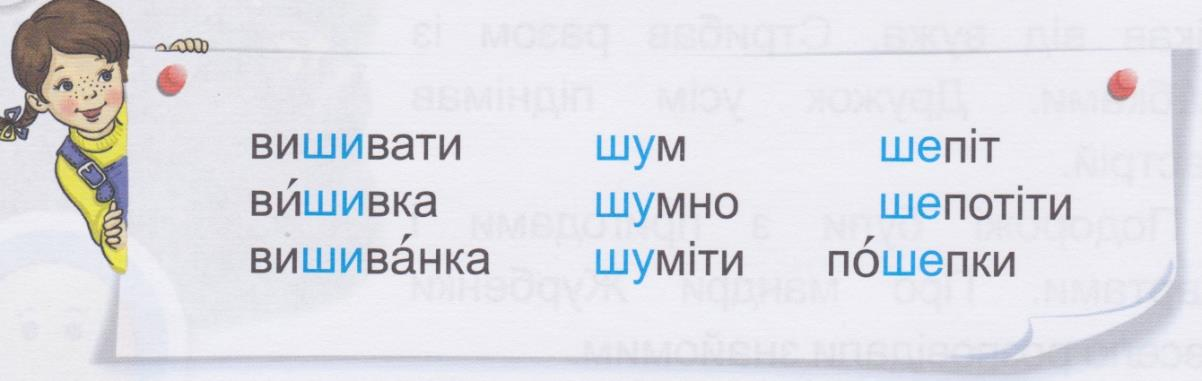 вишивати шум шепіт
ви́шивка шумно шепотіти
вишива́нка шуміти по́шепки